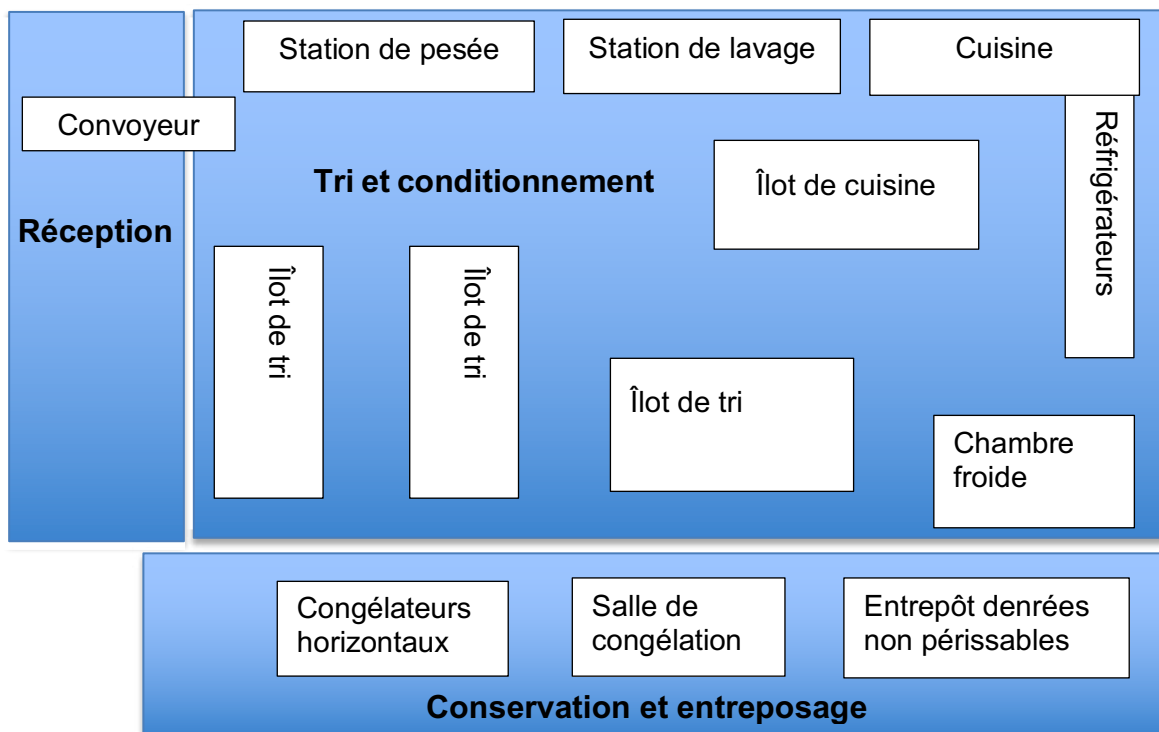 Station de pesée
Station de lavage
Cuisine
Convoyeur
Réfrigérateurs
Tri et conditionnement
Îlot de cuisine
Réception
Îlot de tri
Îlot de tri
Îlot de tri
Chambre
froide
Congélateurs
horizontaux
Salle de
congélation
Entrepôt denrées
non périssables
Conservation et entreposage